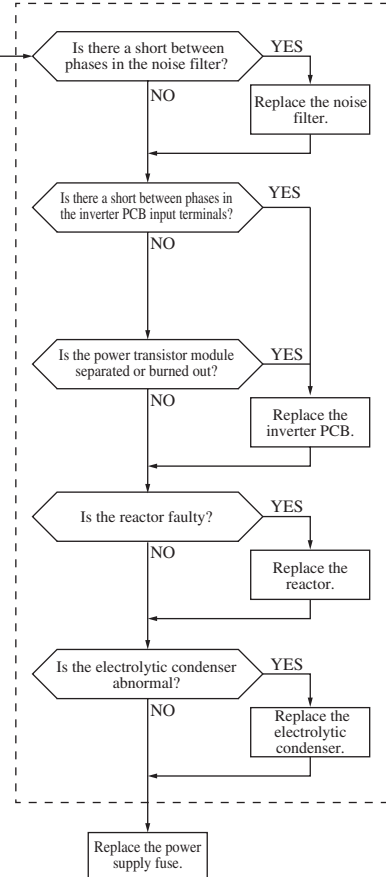 Is there a short between
phases in the noise filter?
YES
NO
Replace the noise
filter.
Is there a short between phases in
the inverter PCB input terminals?
YES
NO
Is the power transistor module
separated or burned out?
YES
NO
Replace the
inverter PCB.
Is the reactor faulty?
YES
NO
Replace the
reactor.
Is the electrolytic condenser
abnormal?
YES
NO
Replace the
electrolytic
condenser.
Replace the power
supply fuse.